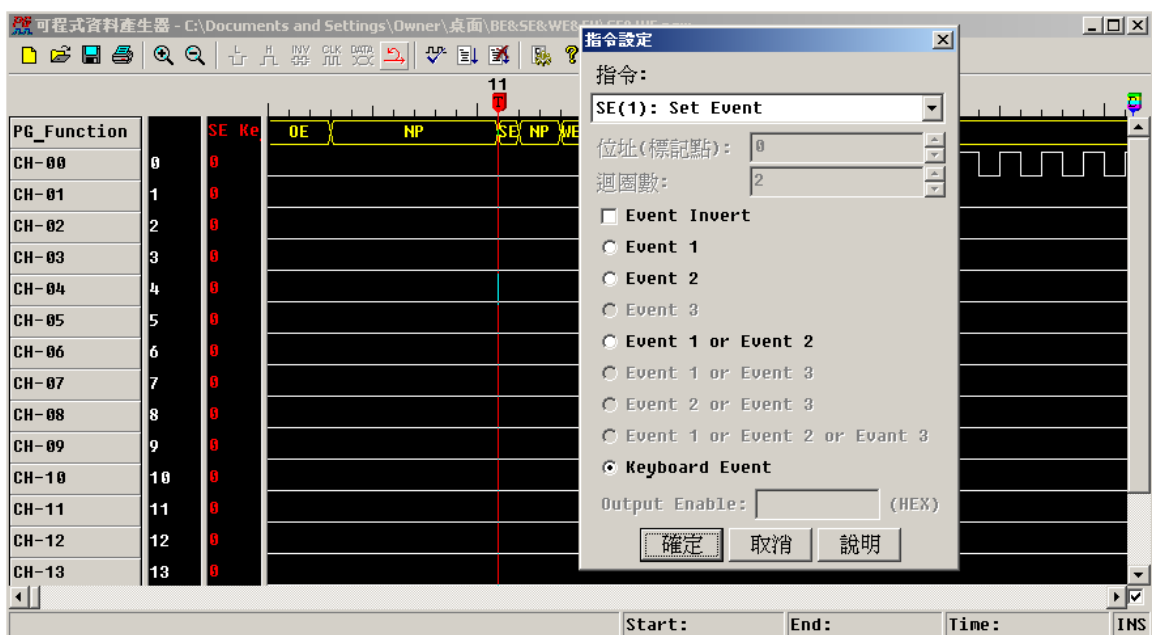 可程式資料產生器 - C:\Documents and Settings\Owner\桌面\BE&SE&WE&
INV CLK DATA
H L
11
T
PG_Function SE Ke OE NP SE NP WE
CH-00 0 0
CH-01 1 0
CH-02 2 0
CH-03 3 0
CH-04 4 0
CH-05 5 0
CH-06 6 0
CH-07 7 0
CH-08 8 0
CH-09 9 0
CH-10 10 0
CH-11 11 0
CH-12 12 0
CH-13 13 0
指令設定
指令:
SE(1): Set Event
位址(標記點): 0
迴圈數: 2
Event Invert
Event 1
Event 2
Event 3
Event 1 or Event 2
Event 1 or Event 3
Event 2 or Event 3
Event 1 or Event 2 or Evant 3
Keyboard Event
Output Enable: (HEX)
確定 取消 說明
Start: End: Time: INS